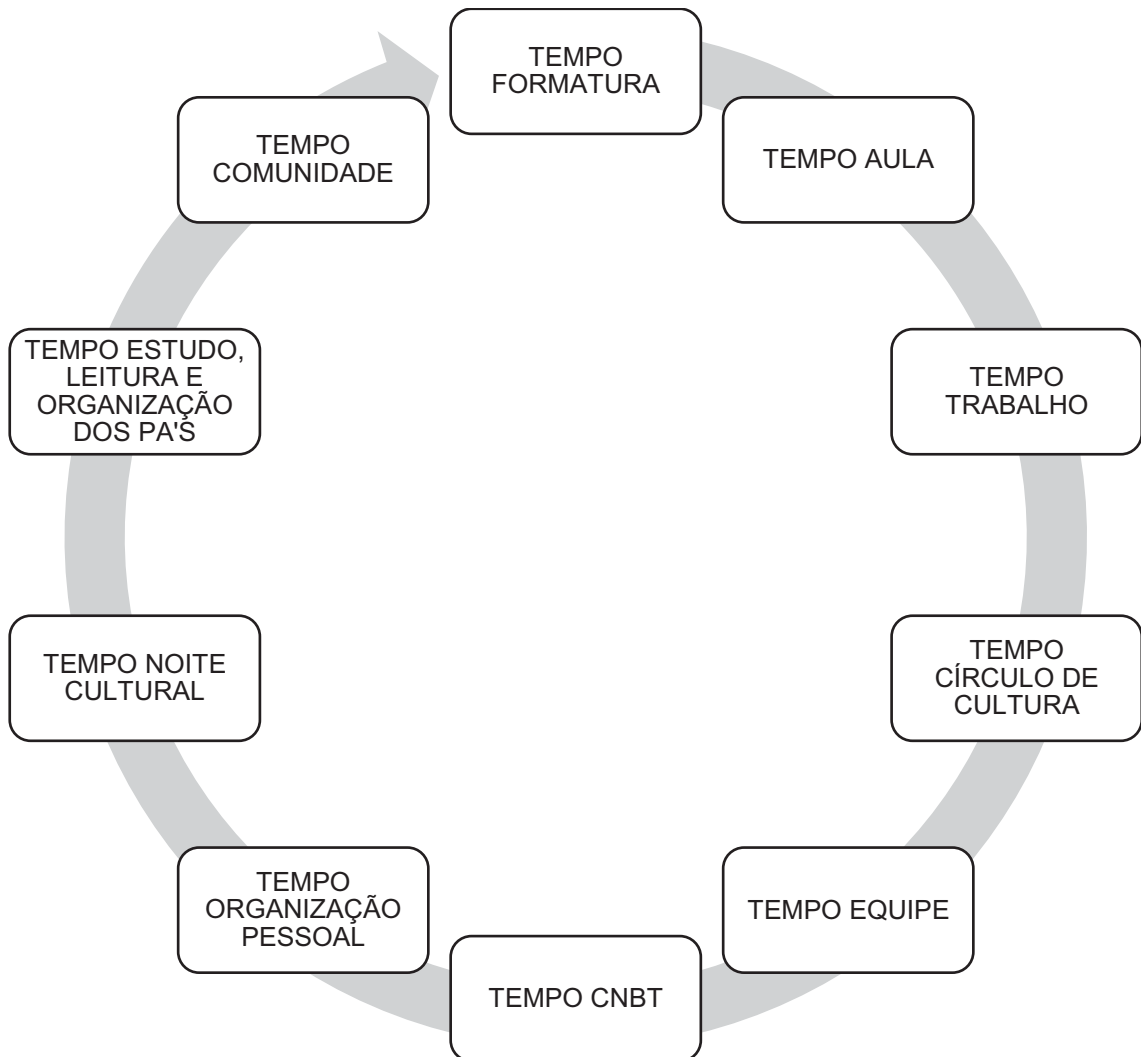 TEMPO
FORMATURA
TEMPO AULA
TEMPO
TRABALHO
TEMPO
CÍRCULO DE
CULTURA
TEMPO EQUIPE
TEMPO CNBT
TEMPO
ORGANIZAÇÃO
PESSOAL
TEMPO NOITE
CULTURAL
TEMPO ESTUDO,
LEITURA E
ORGANIZAÇÃO
DOS PA'S
TEMPO
COMUNIDADE